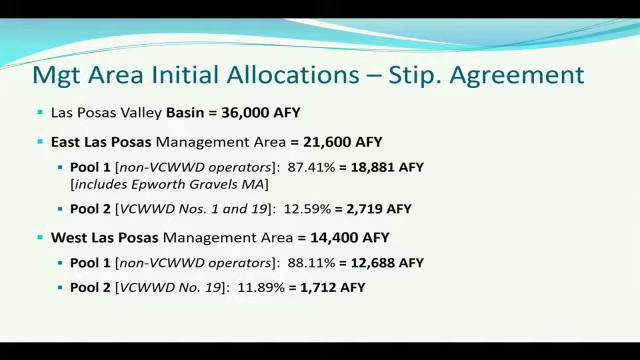 Mgt Area Initial Allocations – Stip. Agreement
Las Posas Valley Basin = 36,000 AFY
East Las Posas Management Area = 21,600 AFY
Pool 1 [non-VCWWD operators]: 87.41% = 18,881 AFY
[includes Epworth Gravels MA]
Pool 2 [VCWWD Nos. 1 and 19]: 12.59% = 2,719 AFY
West Las Posas Management Area = 14,400 AFY
Pool 1 [non-VCWWD operators]: 88.11% = 12,688 AFY
Pool 2 [VCWWD No. 19]: 11.89% = 1,712 AFY